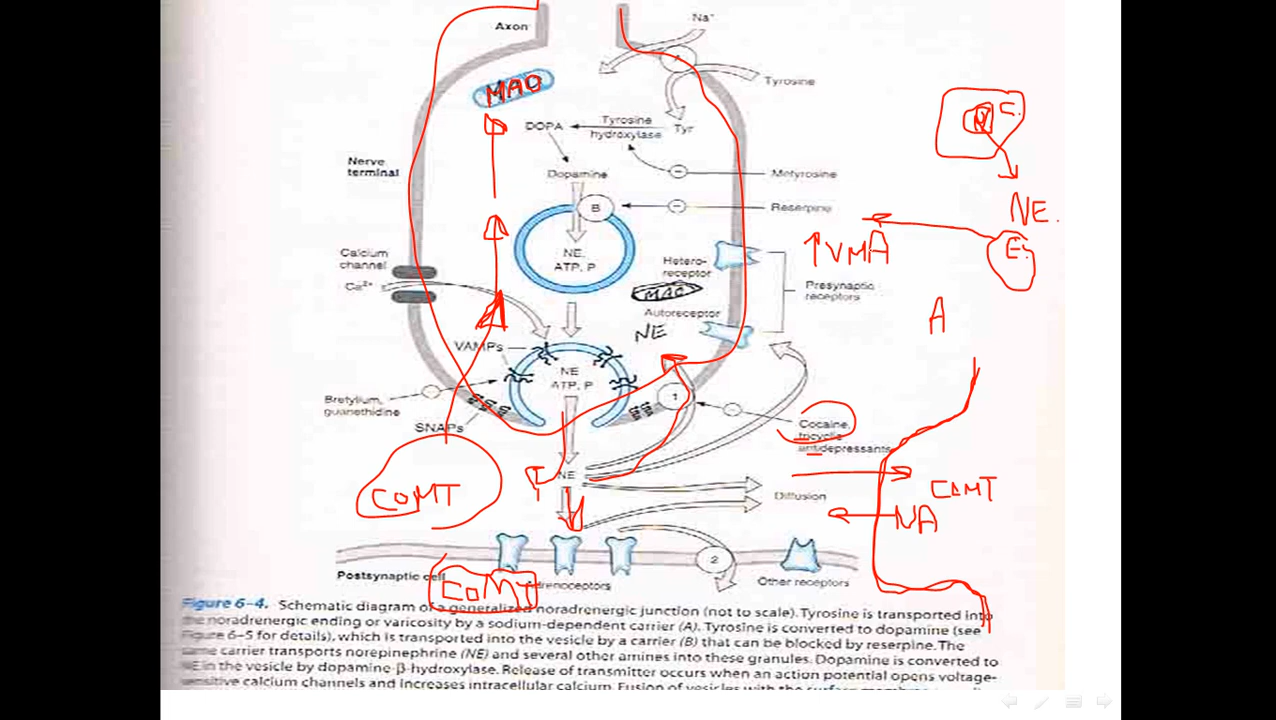 Axon
Na+
MAO
Tyrosine
C.
DOPA
Tyrosine
hydroxylase
Tyr
Nerve
terminal
Dopamine
Metyrosine
B
Reserpine
NE.
NE,
ATP, P
↑VMA
E.
Calcium
channel
Hetero-
receptor
Ca2+
MAO
Presynaptic
receptors
Autoreceptor
A
NE
VAMPs
NE
ATP, P
Bretylium,
guanethidine
1
Cocaine,
tricyclic
antidepressants
SNAPs
NE
COMT
COMT
Diffusion
NA
2
Postsynaptic cell
COMT
drenoceptors
Other receptors
Figure 6–4. Schematic diagram of a generalized noradrenergic junction (not to scale). Tyrosine is transported into
the noradrenergic ending or varicosity by a sodium-dependent carrier (A). Tyrosine is converted to dopamine (see
Figure 6–5 for details), which is transported into the vesicle by a carrier (B) that can be blocked by reserpine. The
same carrier transports norepinephrine (NE) and several other amines into these granules. Dopamine is converted to
NE in the vesicle by dopamine-β-hydroxylase. Release of transmitter occurs when an action potential opens voltage-
sensitive calcium channels and increases intracellular calcium. Fusion of vesicles with the surface membrane